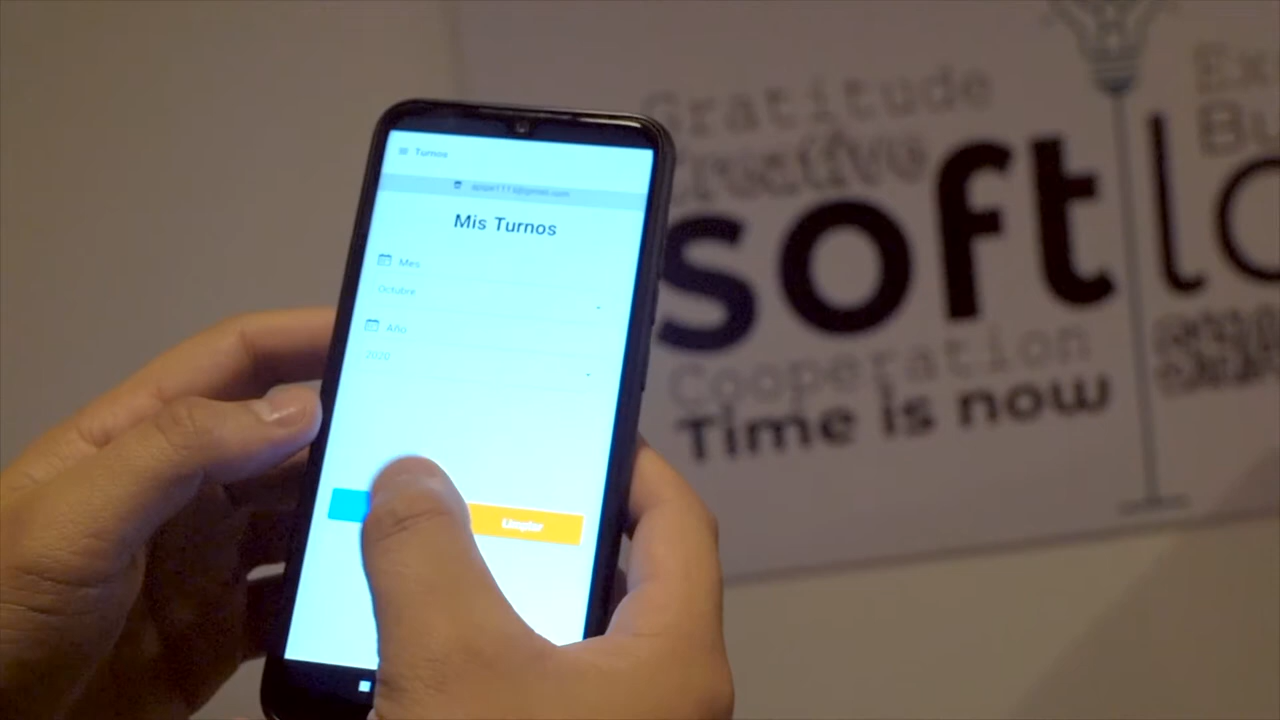 Turnos
Mis Turnos
Mes
Octubre
Año
2020
Limpiar
Gratitude
Creative
soft
Cooperation
Time is now